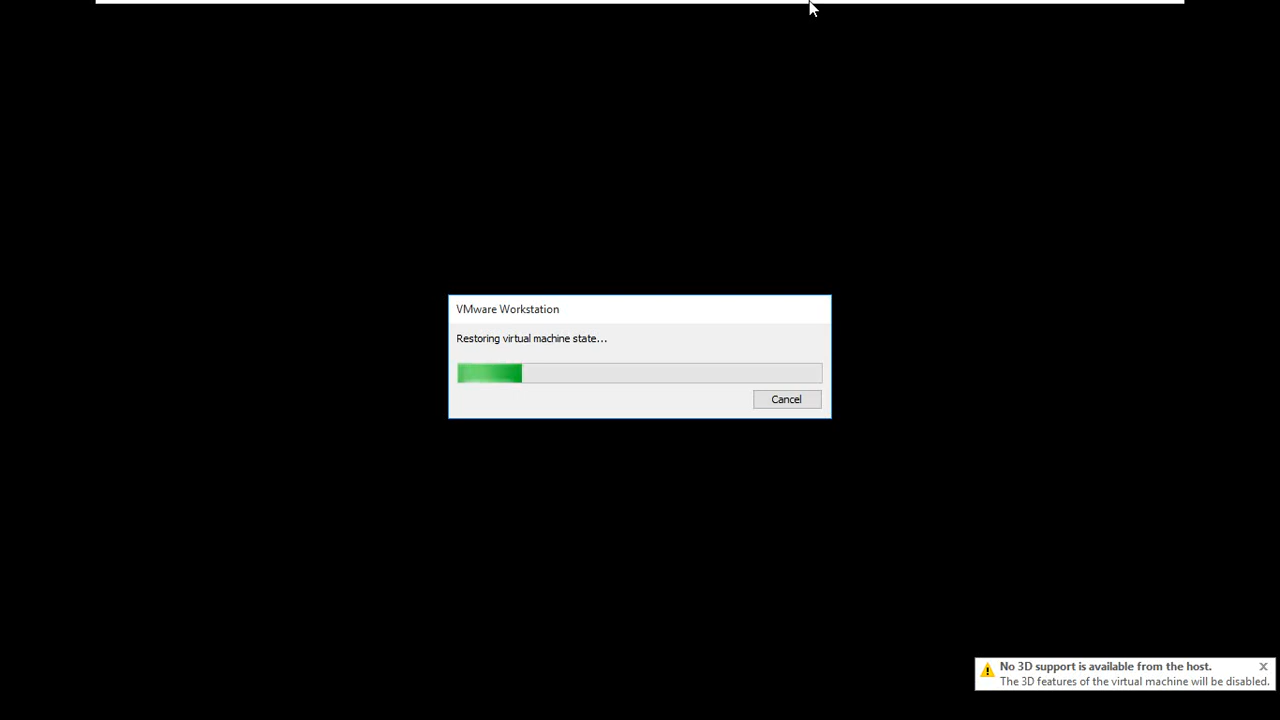 VMware Workstation
Restoring virtual machine state...
Cancel
No 3D support is available from the host.
The 3D features of the virtual machine will be disabled.